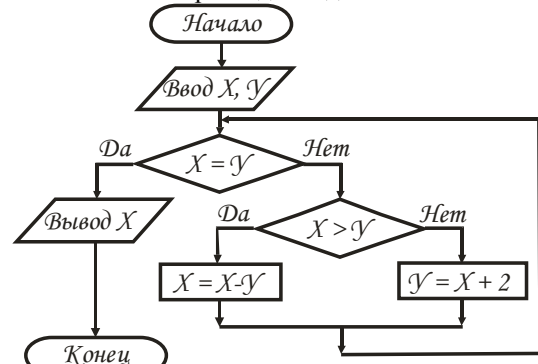 Начало
Ввод X, Y
Да
X = Y
Нет
Вывод X
Да
X > Y
Нет
X = X-Y
Y = X + 2
Конец